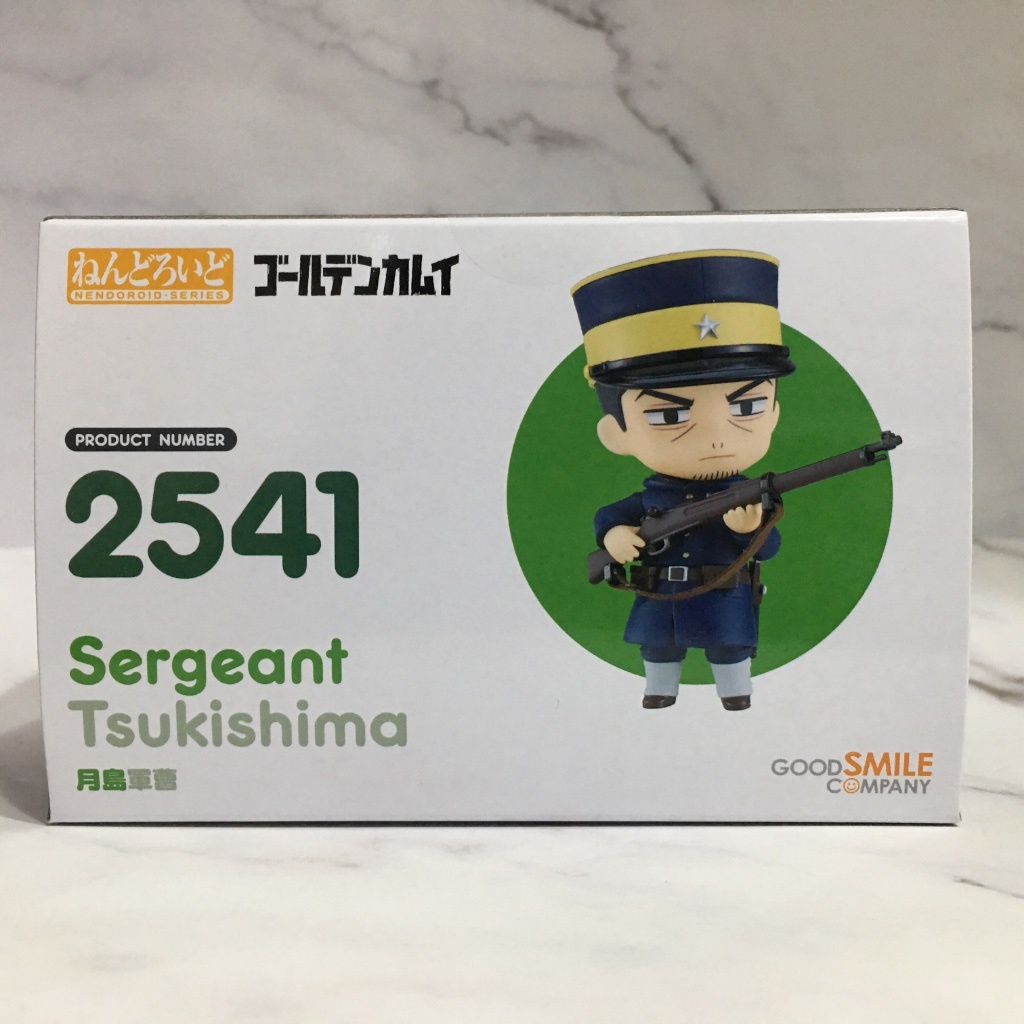 ねんどろいど
NENDOROID·SERIES
ゴールデンカムイ
PRODUCT NUMBER
2541
Sergeant
Tsukishima
月島軍曹
GOODSMILE
COMPANY